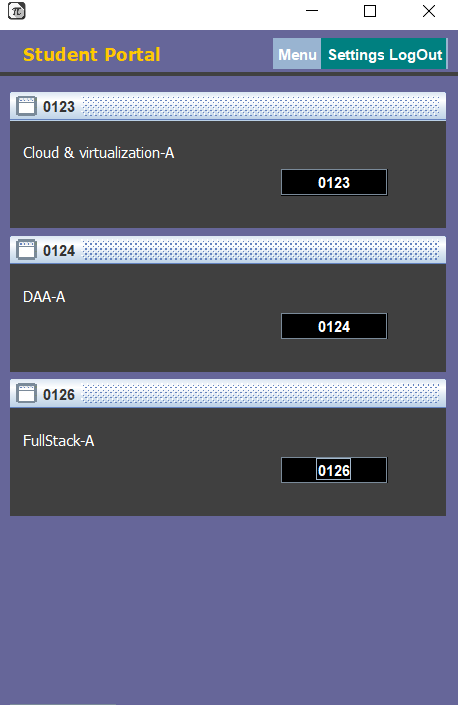 Student Portal
Menu Settings LogOut
0123
Cloud & virtualization-A
0123
0124
DAA-A
0124
0126
FullStack-A
0126